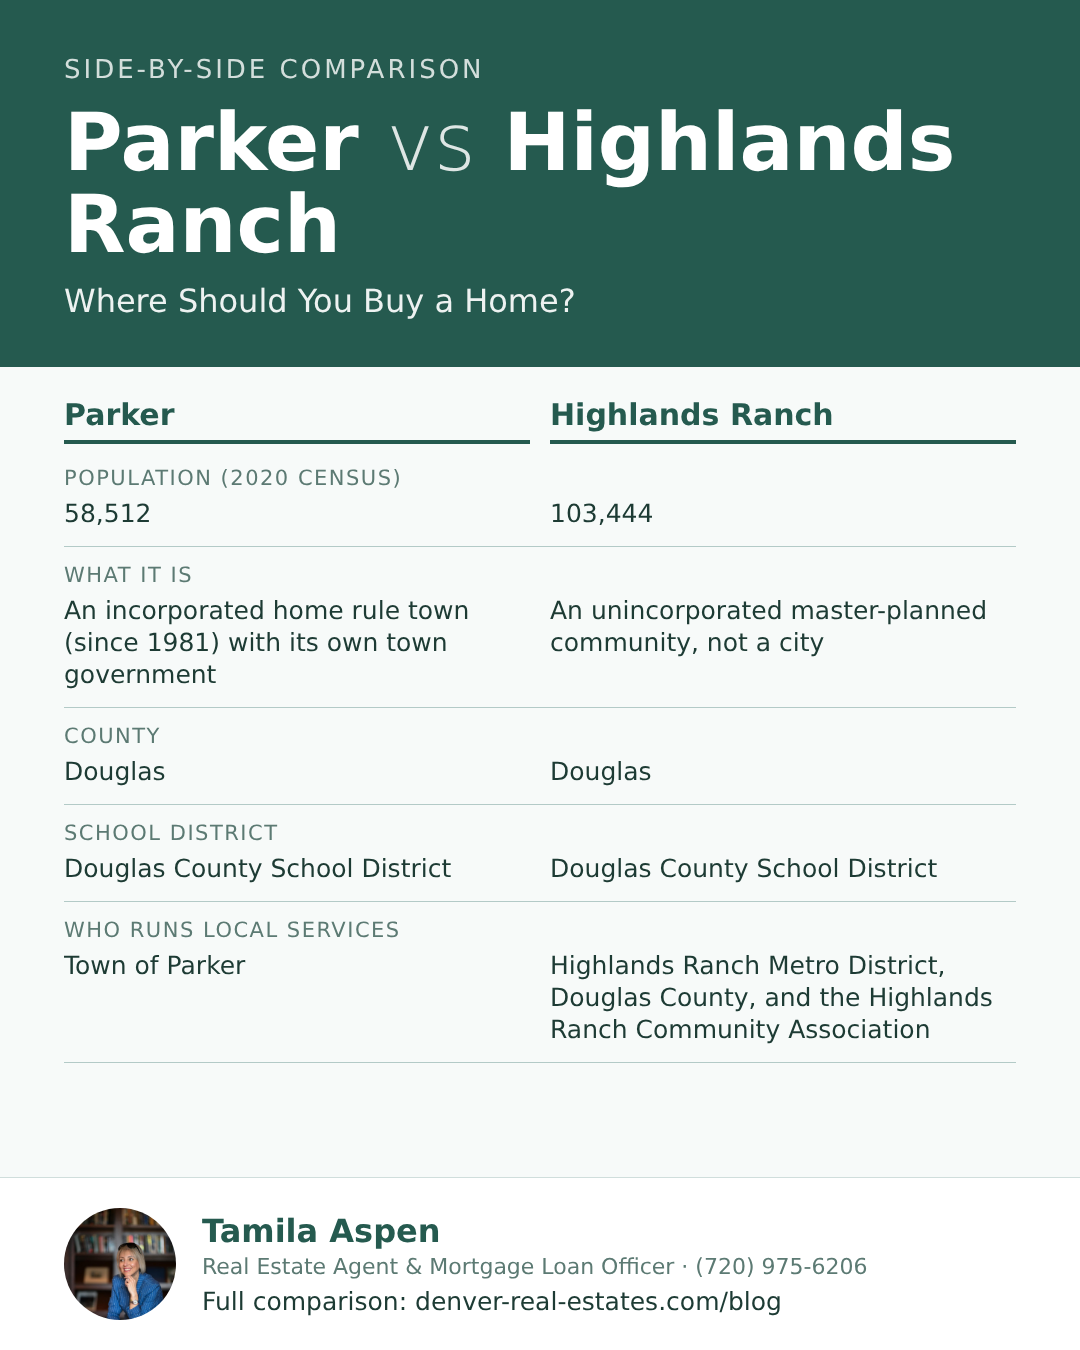 SIDE-BY-SIDE COMPARISON
Parker VS Highlands
Ranch
Where Should You Buy a Home?
Parker
Highlands Ranch
POPULATION (2020 CENSUS)
58,512
103,444
WHAT IT IS
An incorporated home rule town
(since 1981) with its own town
government
An unincorporated master-planned
community, not a city
COUNTY
Douglas
Douglas
SCHOOL DISTRICT
Douglas County School District
Douglas County School District
WHO RUNS LOCAL SERVICES
Town of Parker
Highlands Ranch Metro District,
Douglas County, and the Highlands
Ranch Community Association
Tamila Aspen
Real Estate Agent & Mortgage Loan Officer · (720) 975-6206
Full comparison: denver-real-estates.com/blog